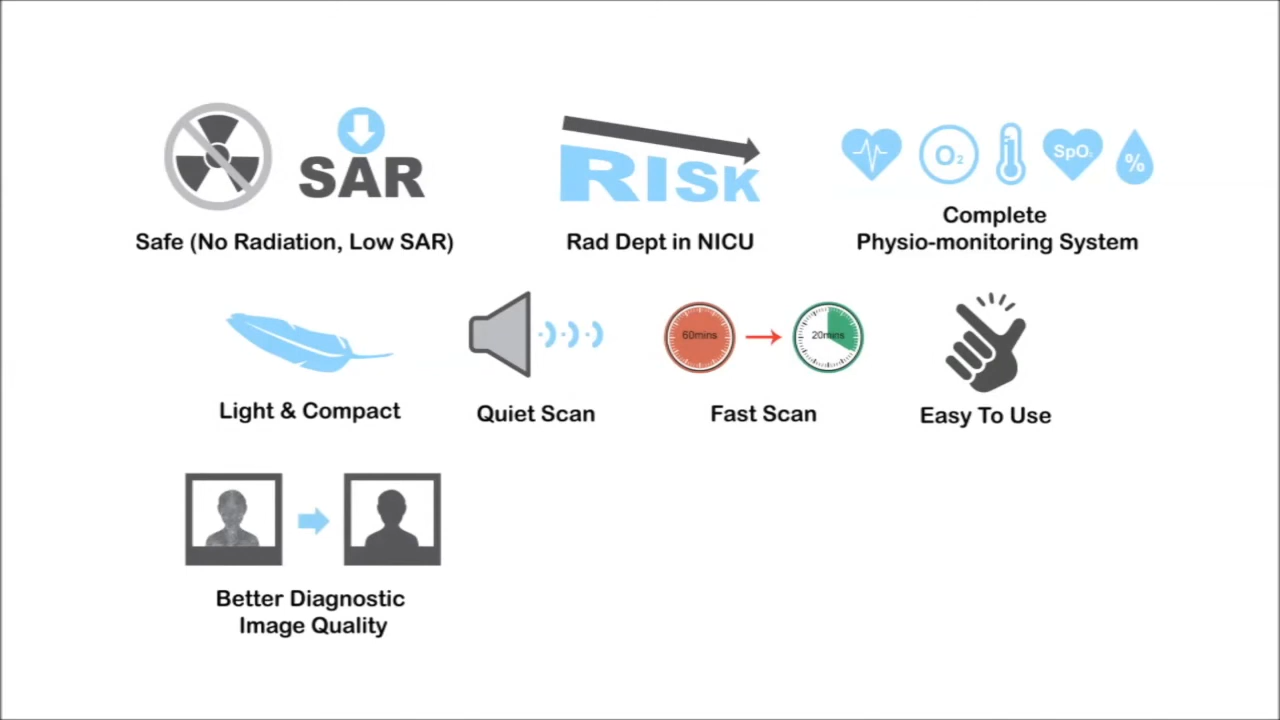 SAR
Safe (No Radiation, Low SAR)
RISK
Rad Dept in NICU
O₂ SpO₂ %
Complete
Physio-monitoring System
Light & Compact
Quiet Scan
60mins 20mins
Fast Scan
Easy To Use
Better Diagnostic
Image Quality